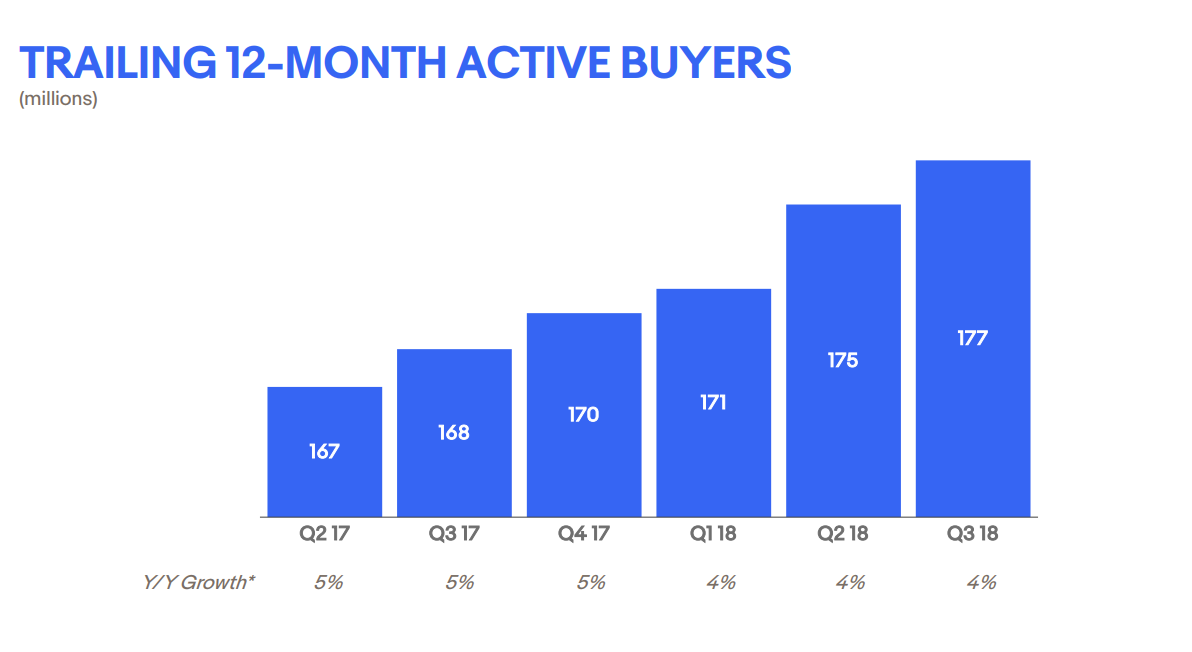 TRAILING 12-MONTH ACTIVE BUYERS
(millions)
167
168
170
171
175
177
Q2 17 Q3 17 Q4 17 Q1 18 Q2 18 Q3 18
Y/Y Growth* 5% 5% 5% 4% 4% 4%